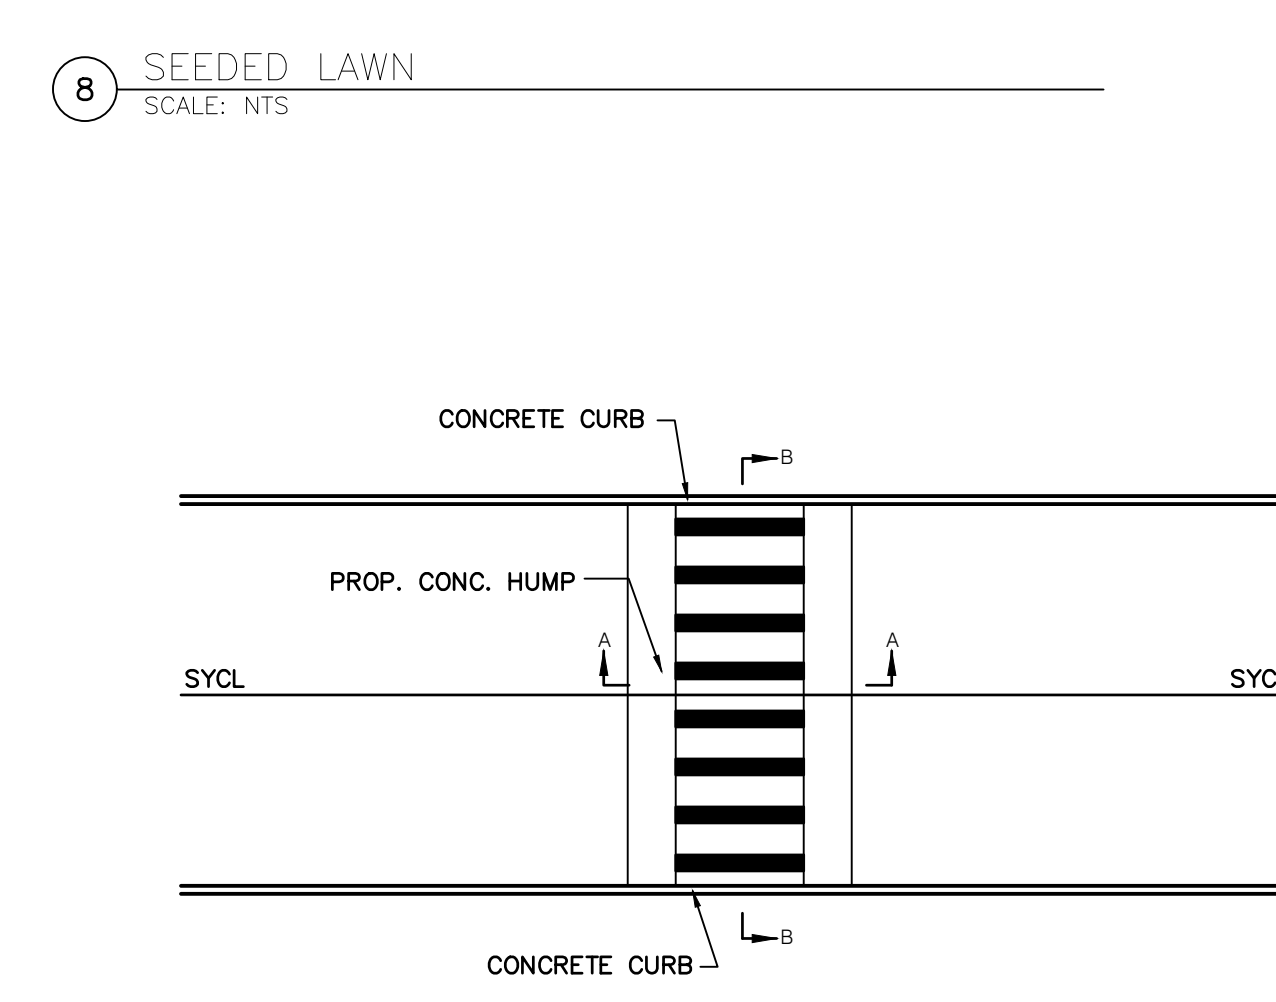 8
SEEDED LAWN
SCALE: NTS
CONCRETE CURB
B
PROP. CONC. HUMP
A
A
SYCL
SYC
B
CONCRETE CURB